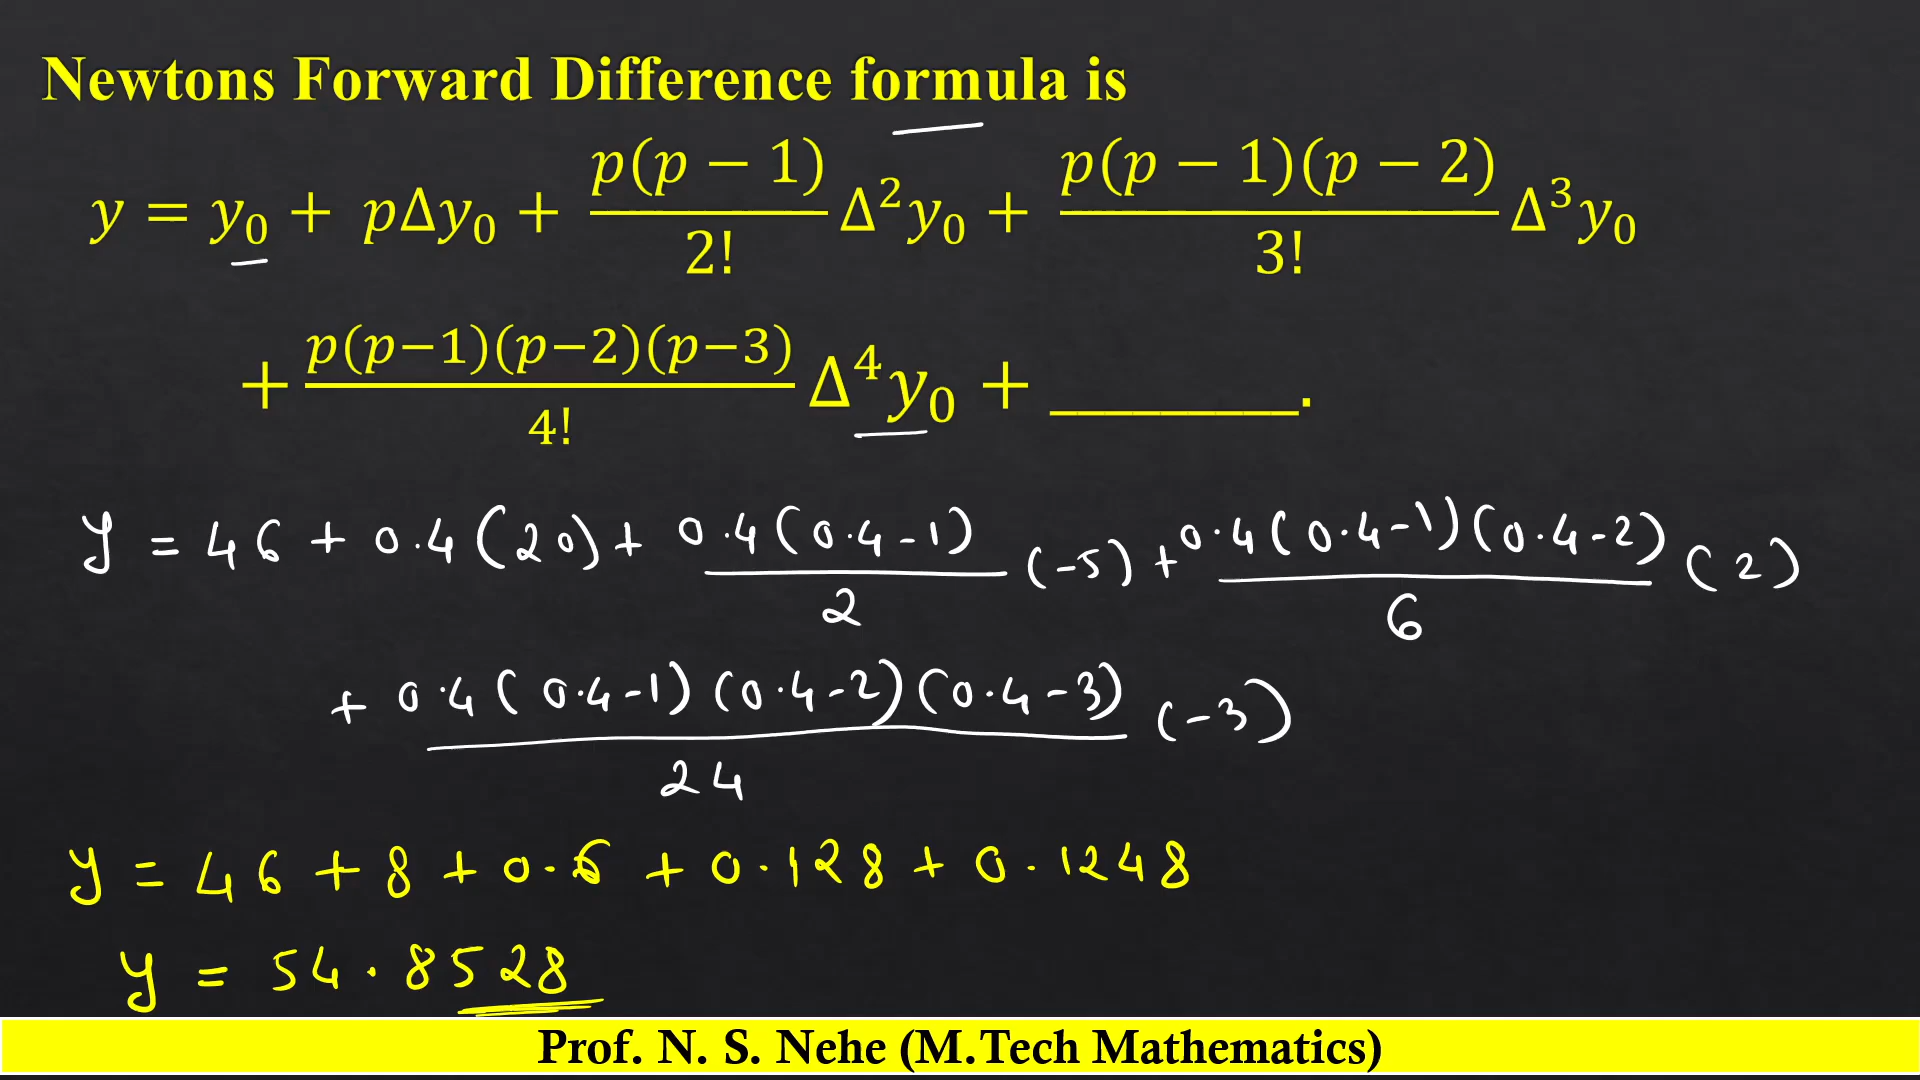 Newtons Forward Difference formula is
y = y₀ + pΔy₀ + p(p − 1)/2! Δ²y₀ + p(p − 1)(p − 2)/3! Δ³y₀
+ p(p−1)(p−2)(p−3)/4! Δ⁴y₀ + _________.
y = 46 + 0.4(20) + 0.4(0.4-1)/2 (-5) + 0.4(0.4-1)(0.4-2)/6 (2)
+ 0.4(0.4-1)(0.4-2)(0.4-3)/24 (-3)
y = 46 + 8 + 0.6 + 0.128 + 0.1248
y = 54.8528
Prof. N. S. Nehe (M.Tech Mathematics)